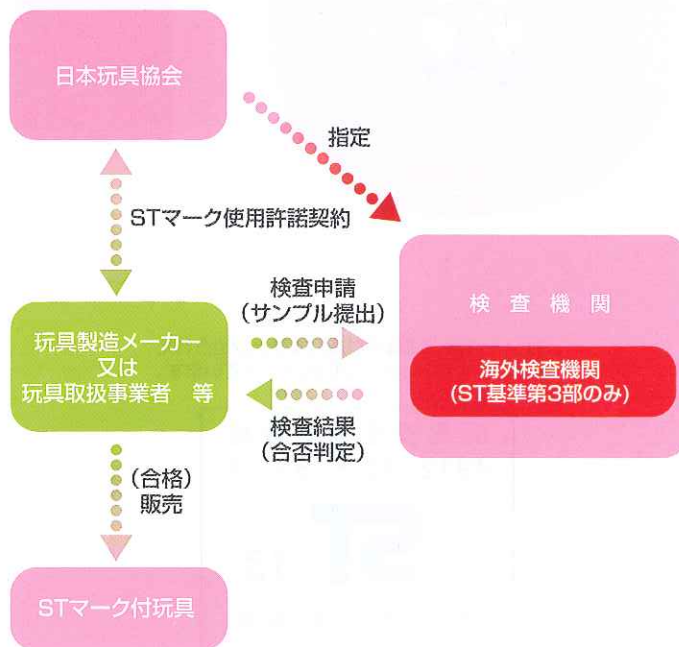 日本玩具協会
指定
STマーク使用許諾契約
検査申請
(サンプル提出)
検 査 機 関
玩具製造メーカー
又は
玩具取扱事業者 等
海外検査機関
(ST基準第3部のみ)
検査結果
(合否判定)
(合格)
販売
STマーク付玩具